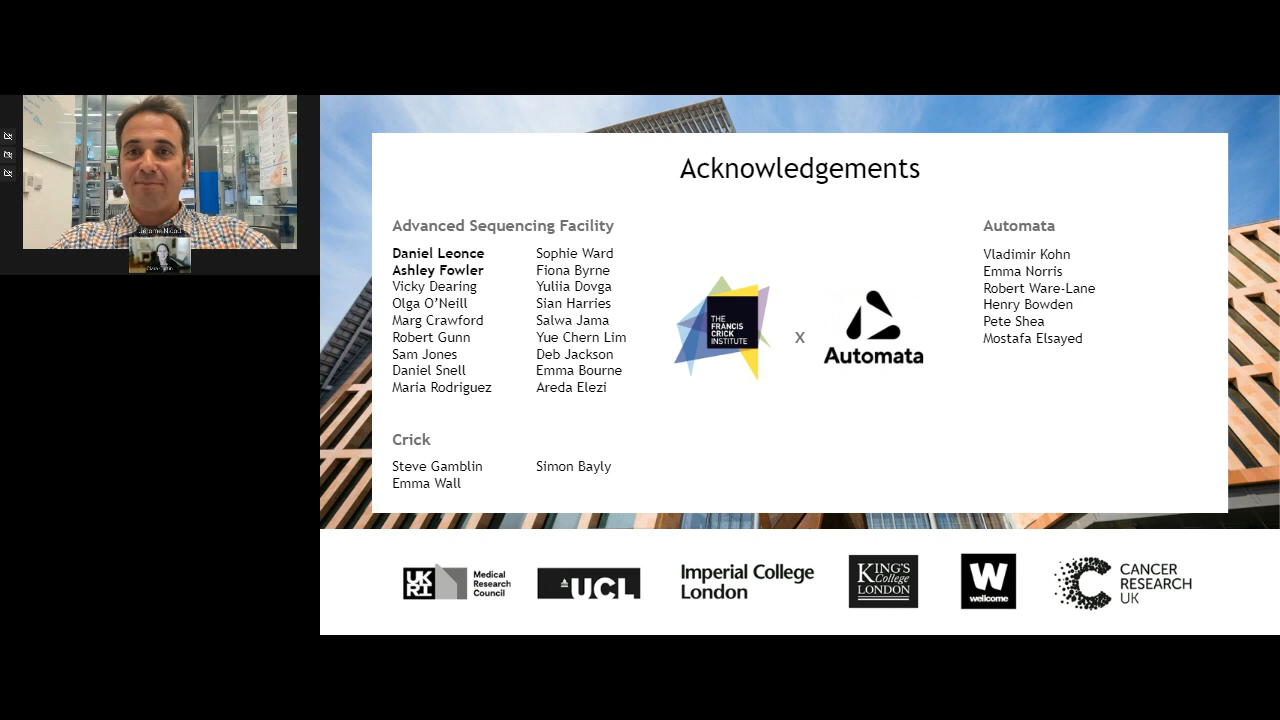 Jerome Nicod
Acknowledgements
Advanced Sequencing Facility
Daniel Leonce
Ashley Fowler
Vicky Dearing
Olga O’Neill
Marg Crawford
Robert Gunn
Sam Jones
Daniel Snell
Maria Rodriguez
Sophie Ward
Fiona Byrne
Yuliia Dovga
Sian Harries
Salwa Jama
Yue Chern Lim
Deb Jackson
Emma Bourne
Areda Elezi
Crick
Steve Gamblin
Emma Wall
Simon Bayly
THE
FRANCIS
CRICK
INSTITUTE
X
Automata
Automata
Vladimir Kohn
Emma Norris
Robert Ware-Lane
Henry Bowden
Pete Shea
Mostafa Elsayed
UK
RI
Medical
Research
Council
UCL
Imperial College
London
KING'S
College
LONDON
W
wellcome
CANCER
RESEARCH
UK